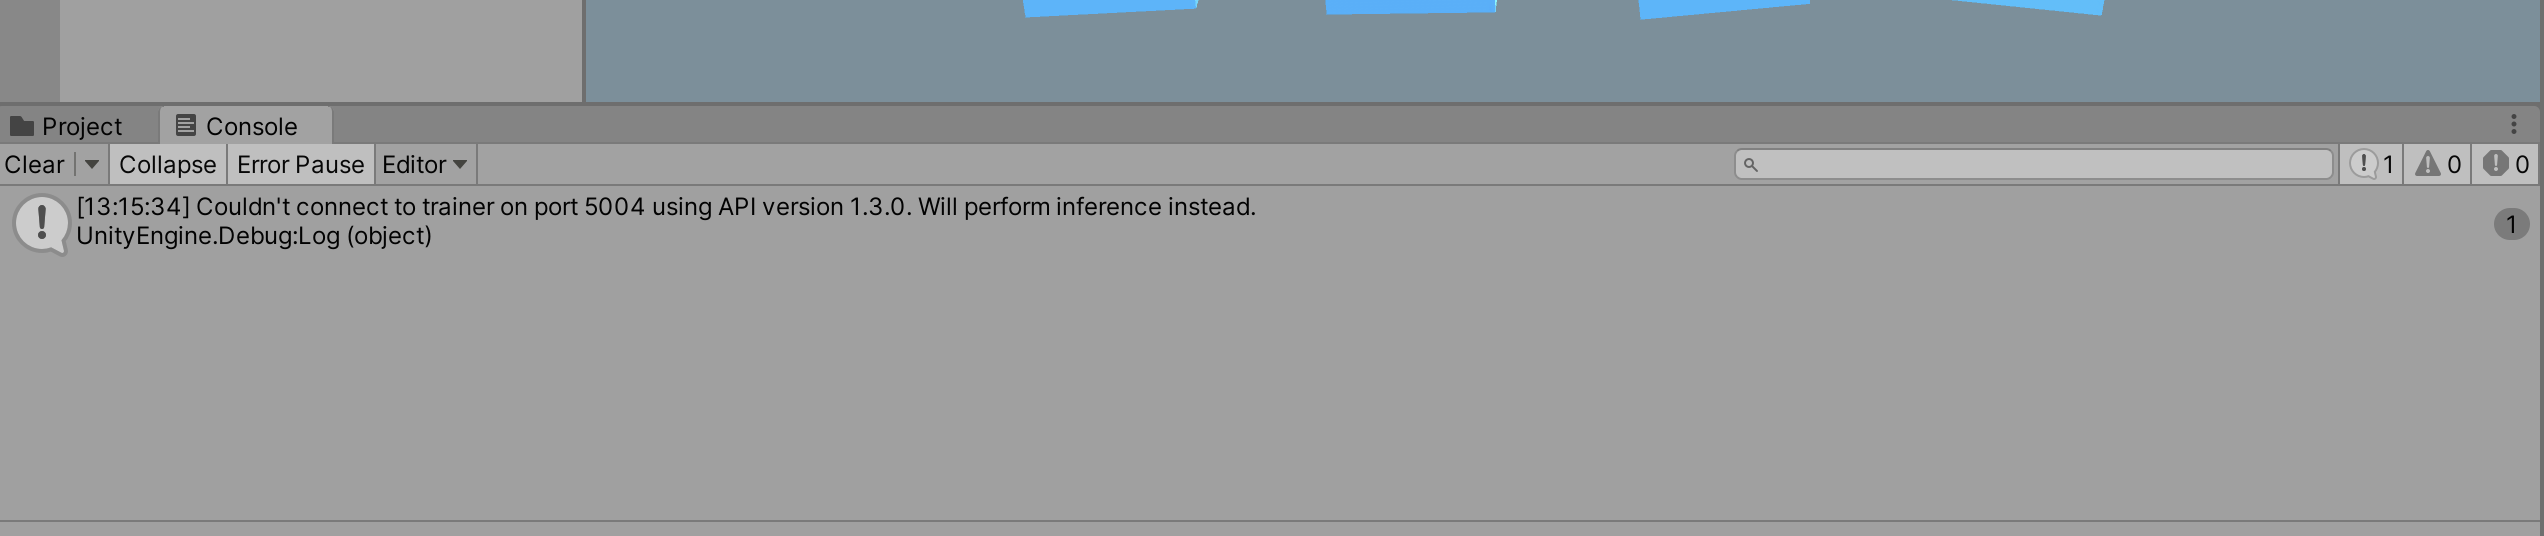 Project Console
Clear Collapse Error Pause Editor 1 0 0
[13:15:34] Couldn't connect to trainer on port 5004 using API version 1.3.0. Will perform inference instead.
UnityEngine.Debug:Log (object)
1